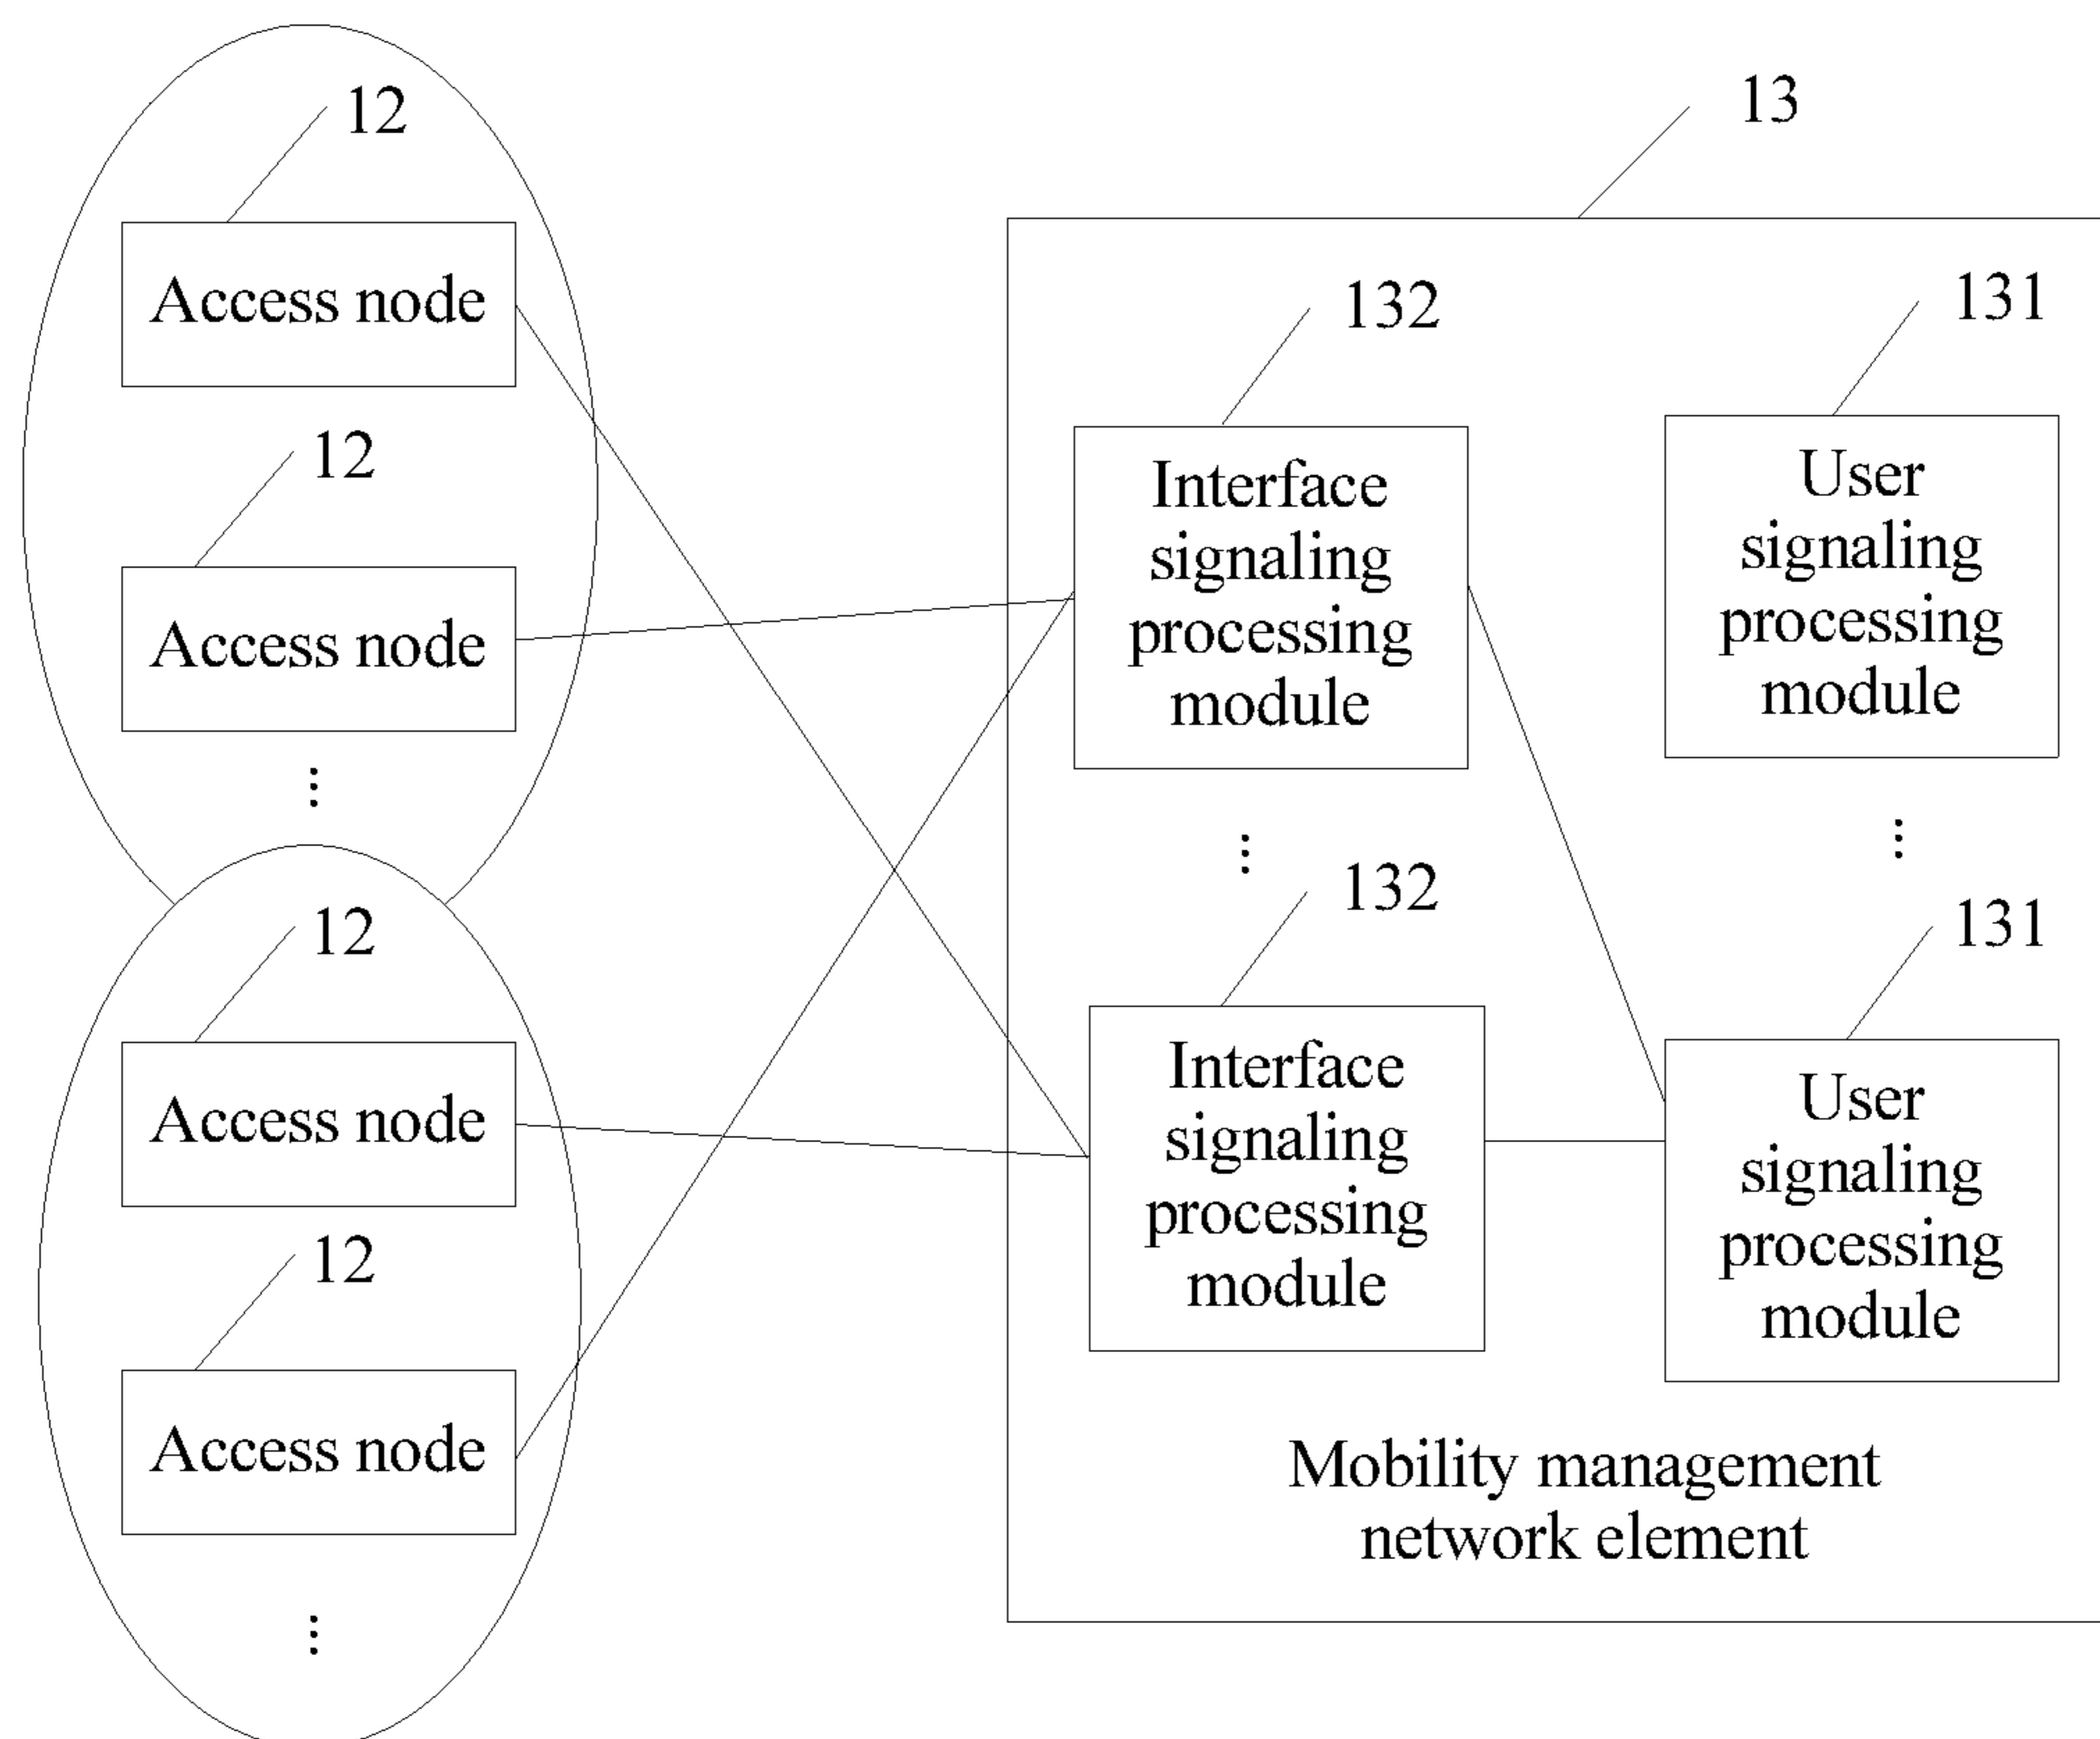 12
Access node
12
Access node
12
Access node
12
Access node
13
132
Interface
signaling
processing
module
132
Interface
signaling
processing
module
131
User
signaling
processing
module
131
User
signaling
processing
module
Mobility management
network element